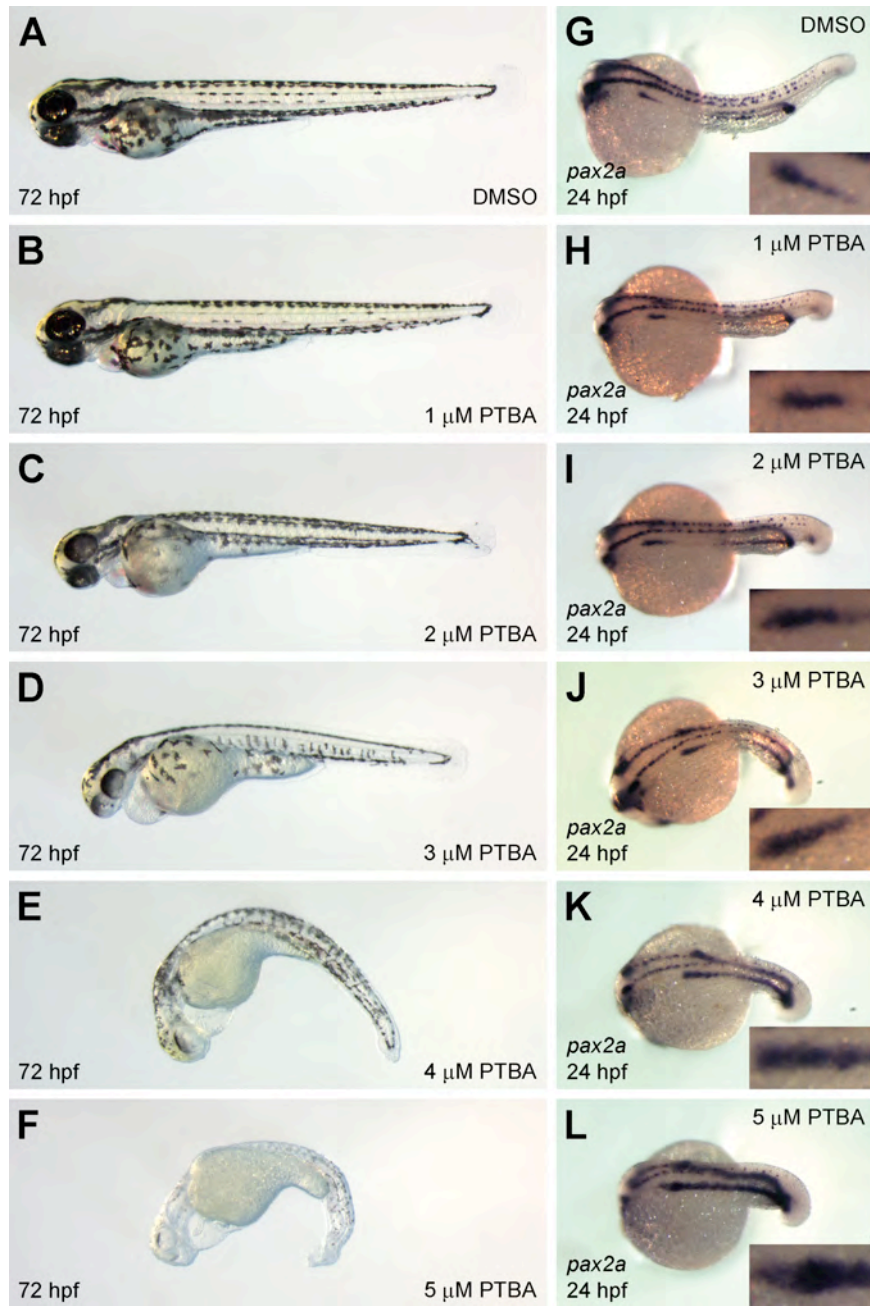 A
72 hpf
DMSO
B
72 hpf
1 μM PTBA
C
72 hpf
2 μM PTBA
D
72 hpf
3 μM PTBA
E
72 hpf
4 μM PTBA
F
72 hpf
5 μM PTBA
G
DMSO
pax2a
24 hpf
H
1 μM PTBA
pax2a
24 hpf
I
2 μM PTBA
pax2a
24 hpf
J
3 μM PTBA
pax2a
24 hpf
K
4 μM PTBA
pax2a
24 hpf
L
5 μM PTBA
pax2a
24 hpf